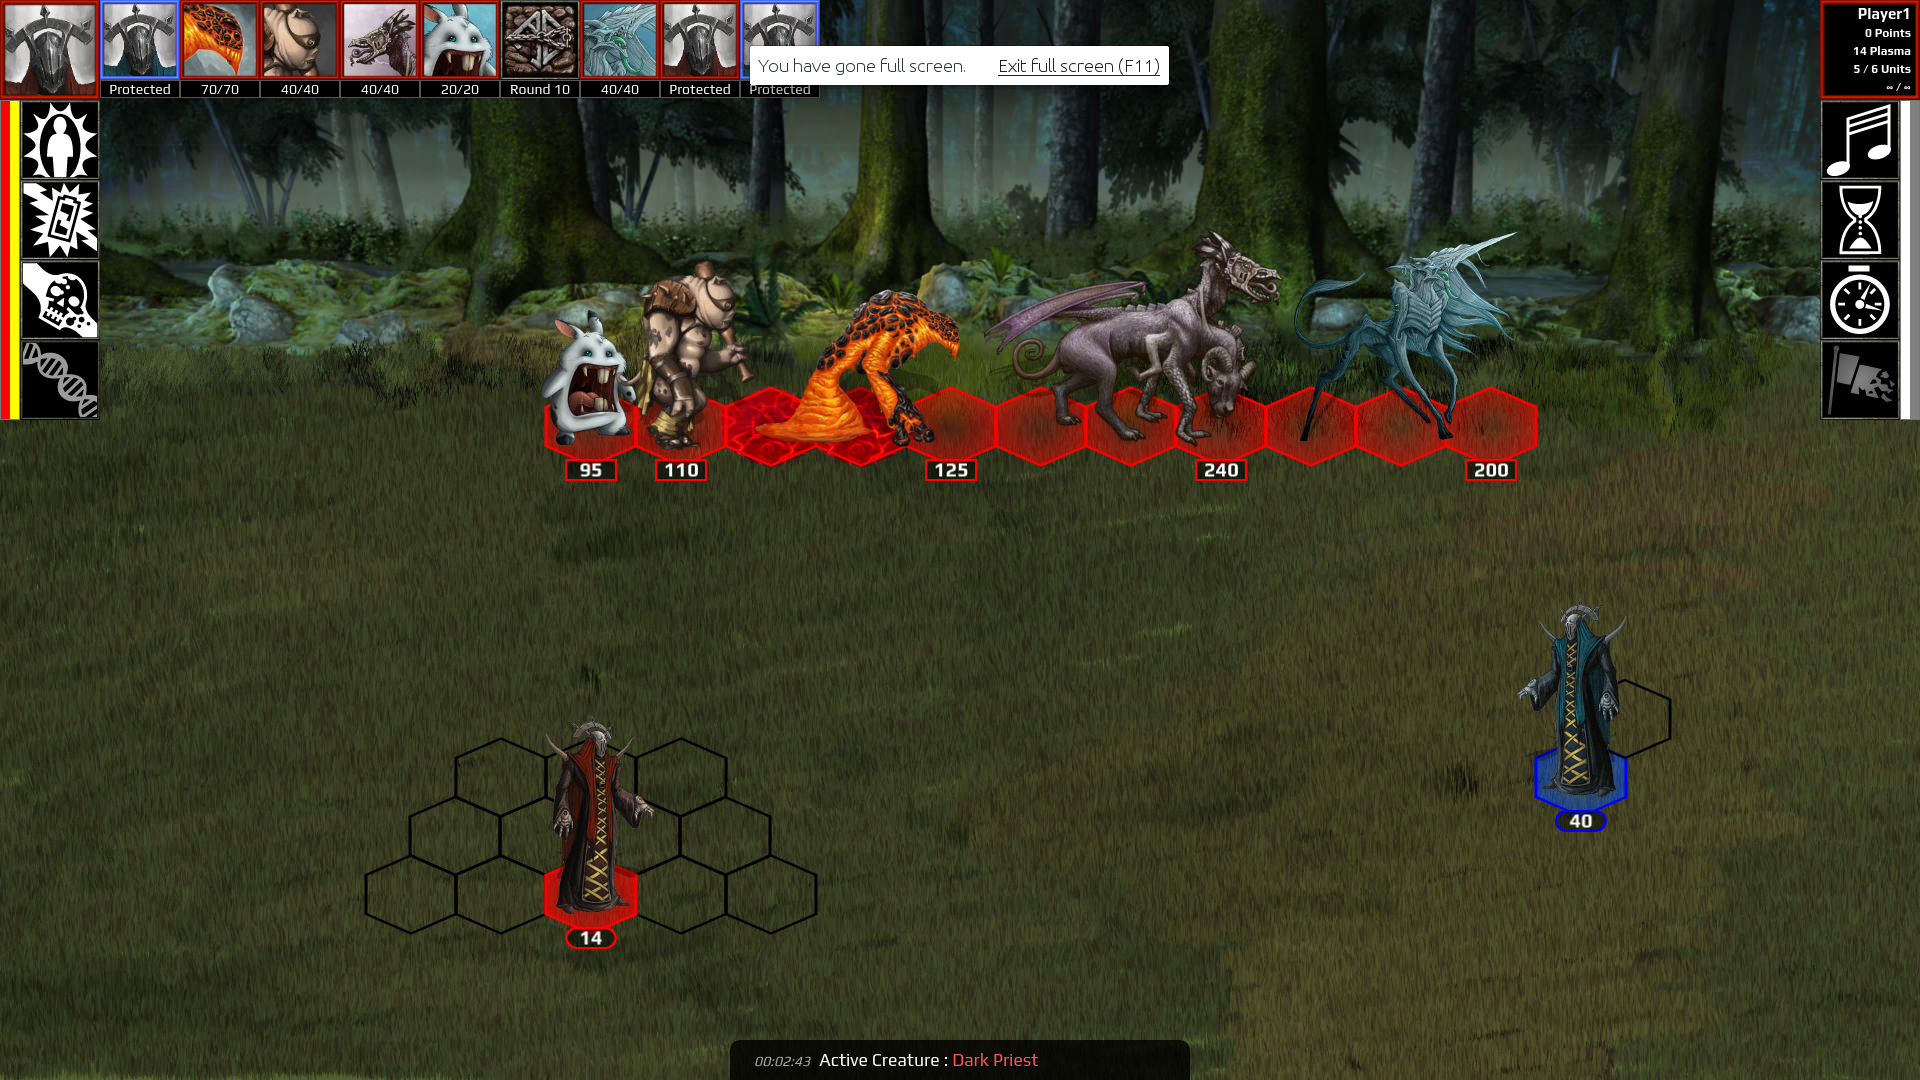 Protected
70/70
40/40
40/40
20/20
Round 10
40/40
Protected
Protected
You have gone full screen. Exit full screen (F11)
Player1
0 Points
14 Plasma
5 / 6 Units
∞ / ∞
95
110
125
240
200
40
14
00:02:43 Active Creature : Dark Priest